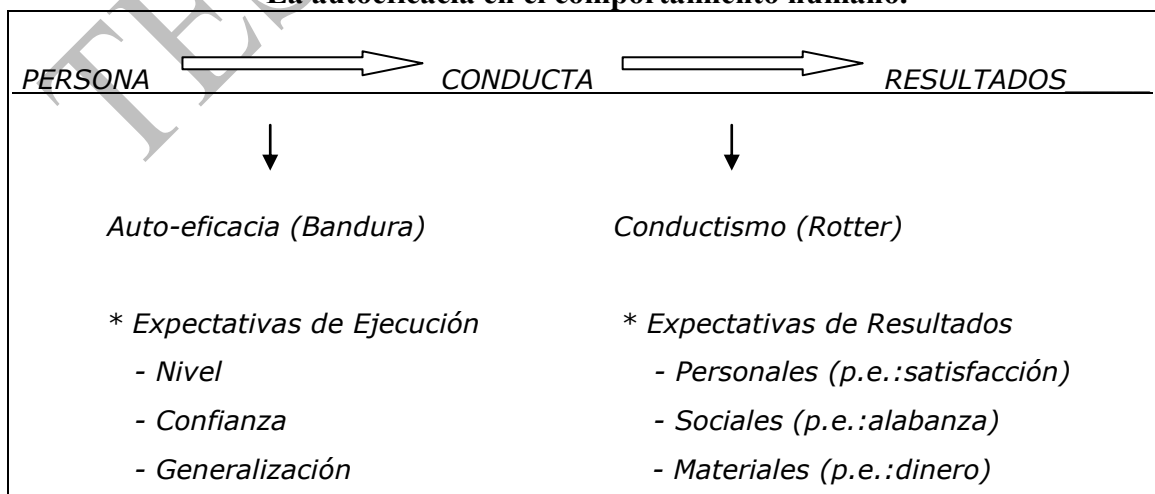 La autoeficacia en el comportamiento humano.
PERSONA CONDUCTA RESULTADOS______
Auto-eficacia (Bandura) Conductismo (Rotter)
* Expectativas de Ejecución * Expectativas de Resultados
- Nivel - Personales (p.e.:satisfacción)
- Confianza - Sociales (p.e.:alabanza)
- Generalización - Materiales (p.e.:dinero)